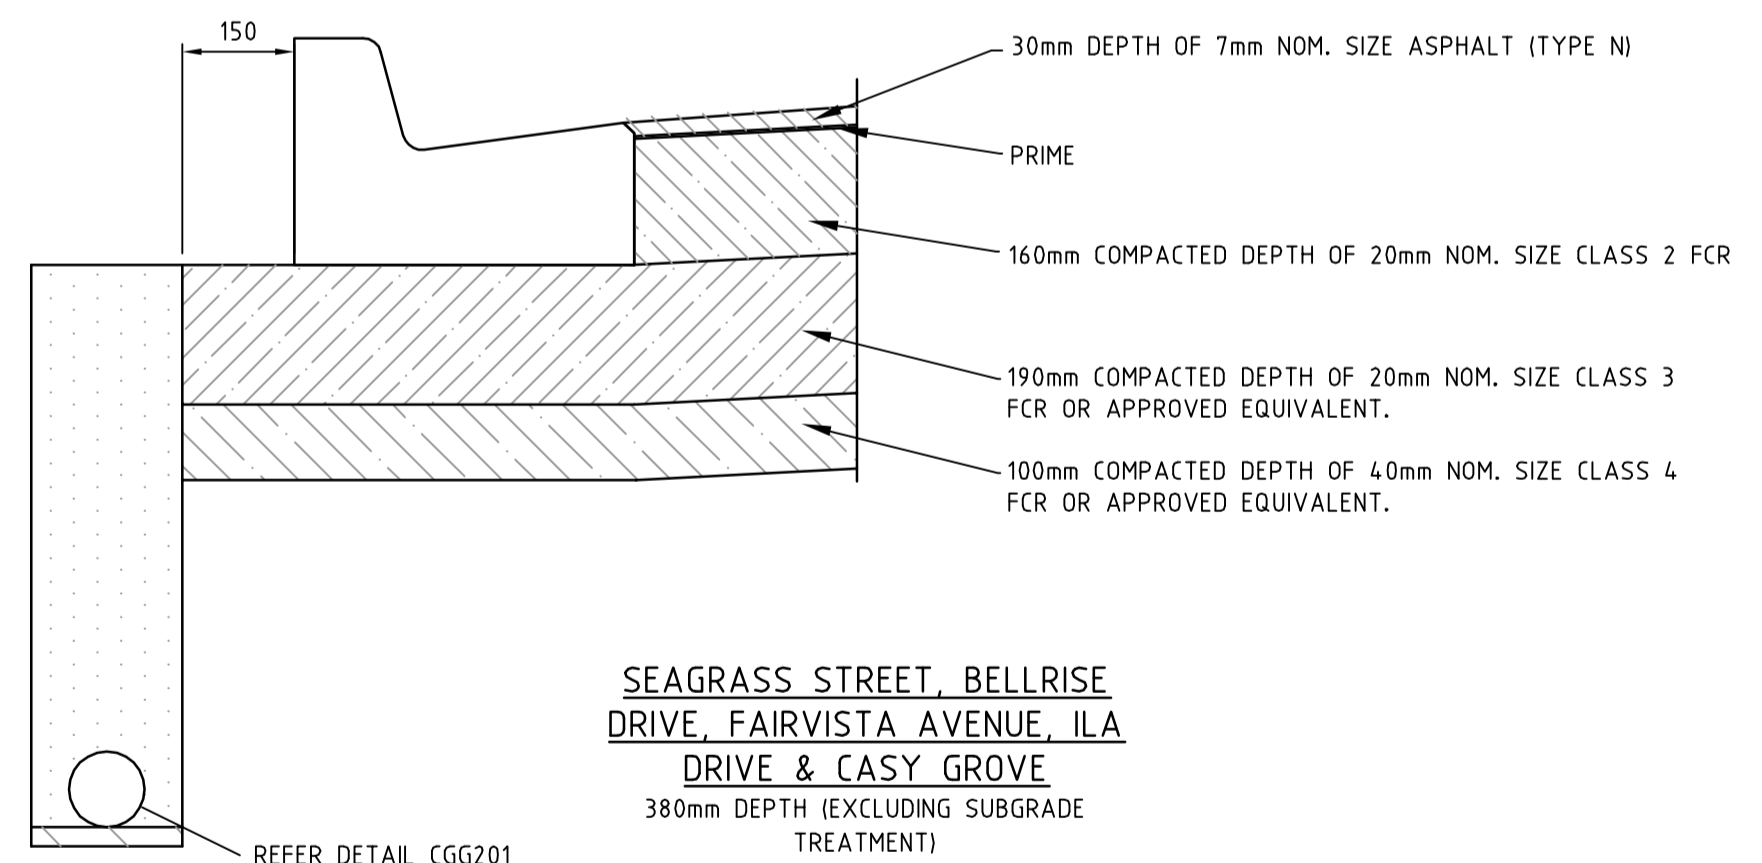 150
30mm DEPTH OF 7mm NOM. SIZE ASPHALT (TYPE N)
PRIME
160mm COMPACTED DEPTH OF 20mm NOM. SIZE CLASS 2 FCR
190mm COMPACTED DEPTH OF 20mm NOM. SIZE CLASS 3
FCR OR APPROVED EQUIVALENT.
100mm COMPACTED DEPTH OF 40mm NOM. SIZE CLASS 4
FCR OR APPROVED EQUIVALENT.
SEAGRASS STREET, BELLRISE
DRIVE, FAIRVISTA AVENUE, ILA
DRIVE & CASY GROVE
380mm DEPTH (EXCLUDING SUBGRADE
TREATMENT)
REFER DETAIL CGG201